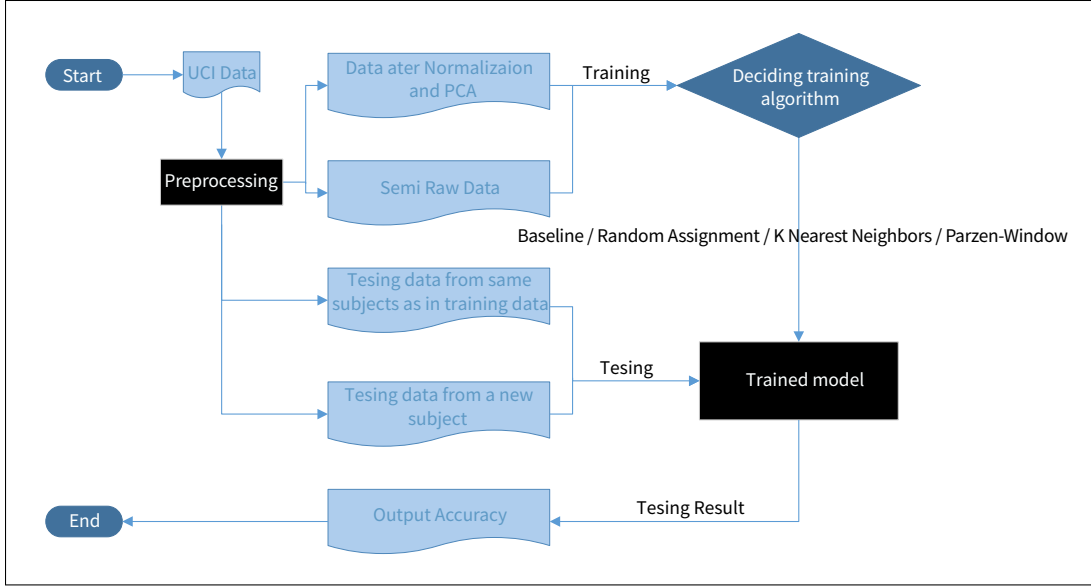 Start
UCI Data
Data ater Normalizaion
and PCA
Training
Deciding training
algorithm
Preprocessing
Semi Raw Data
Baseline / Random Assignment / K Nearest Neighbors / Parzen-Window
Tesing data from same
subjects as in training data
Tesing
Trained model
Tesing data from a new
subject
End
Output Accuracy
Tesing Result